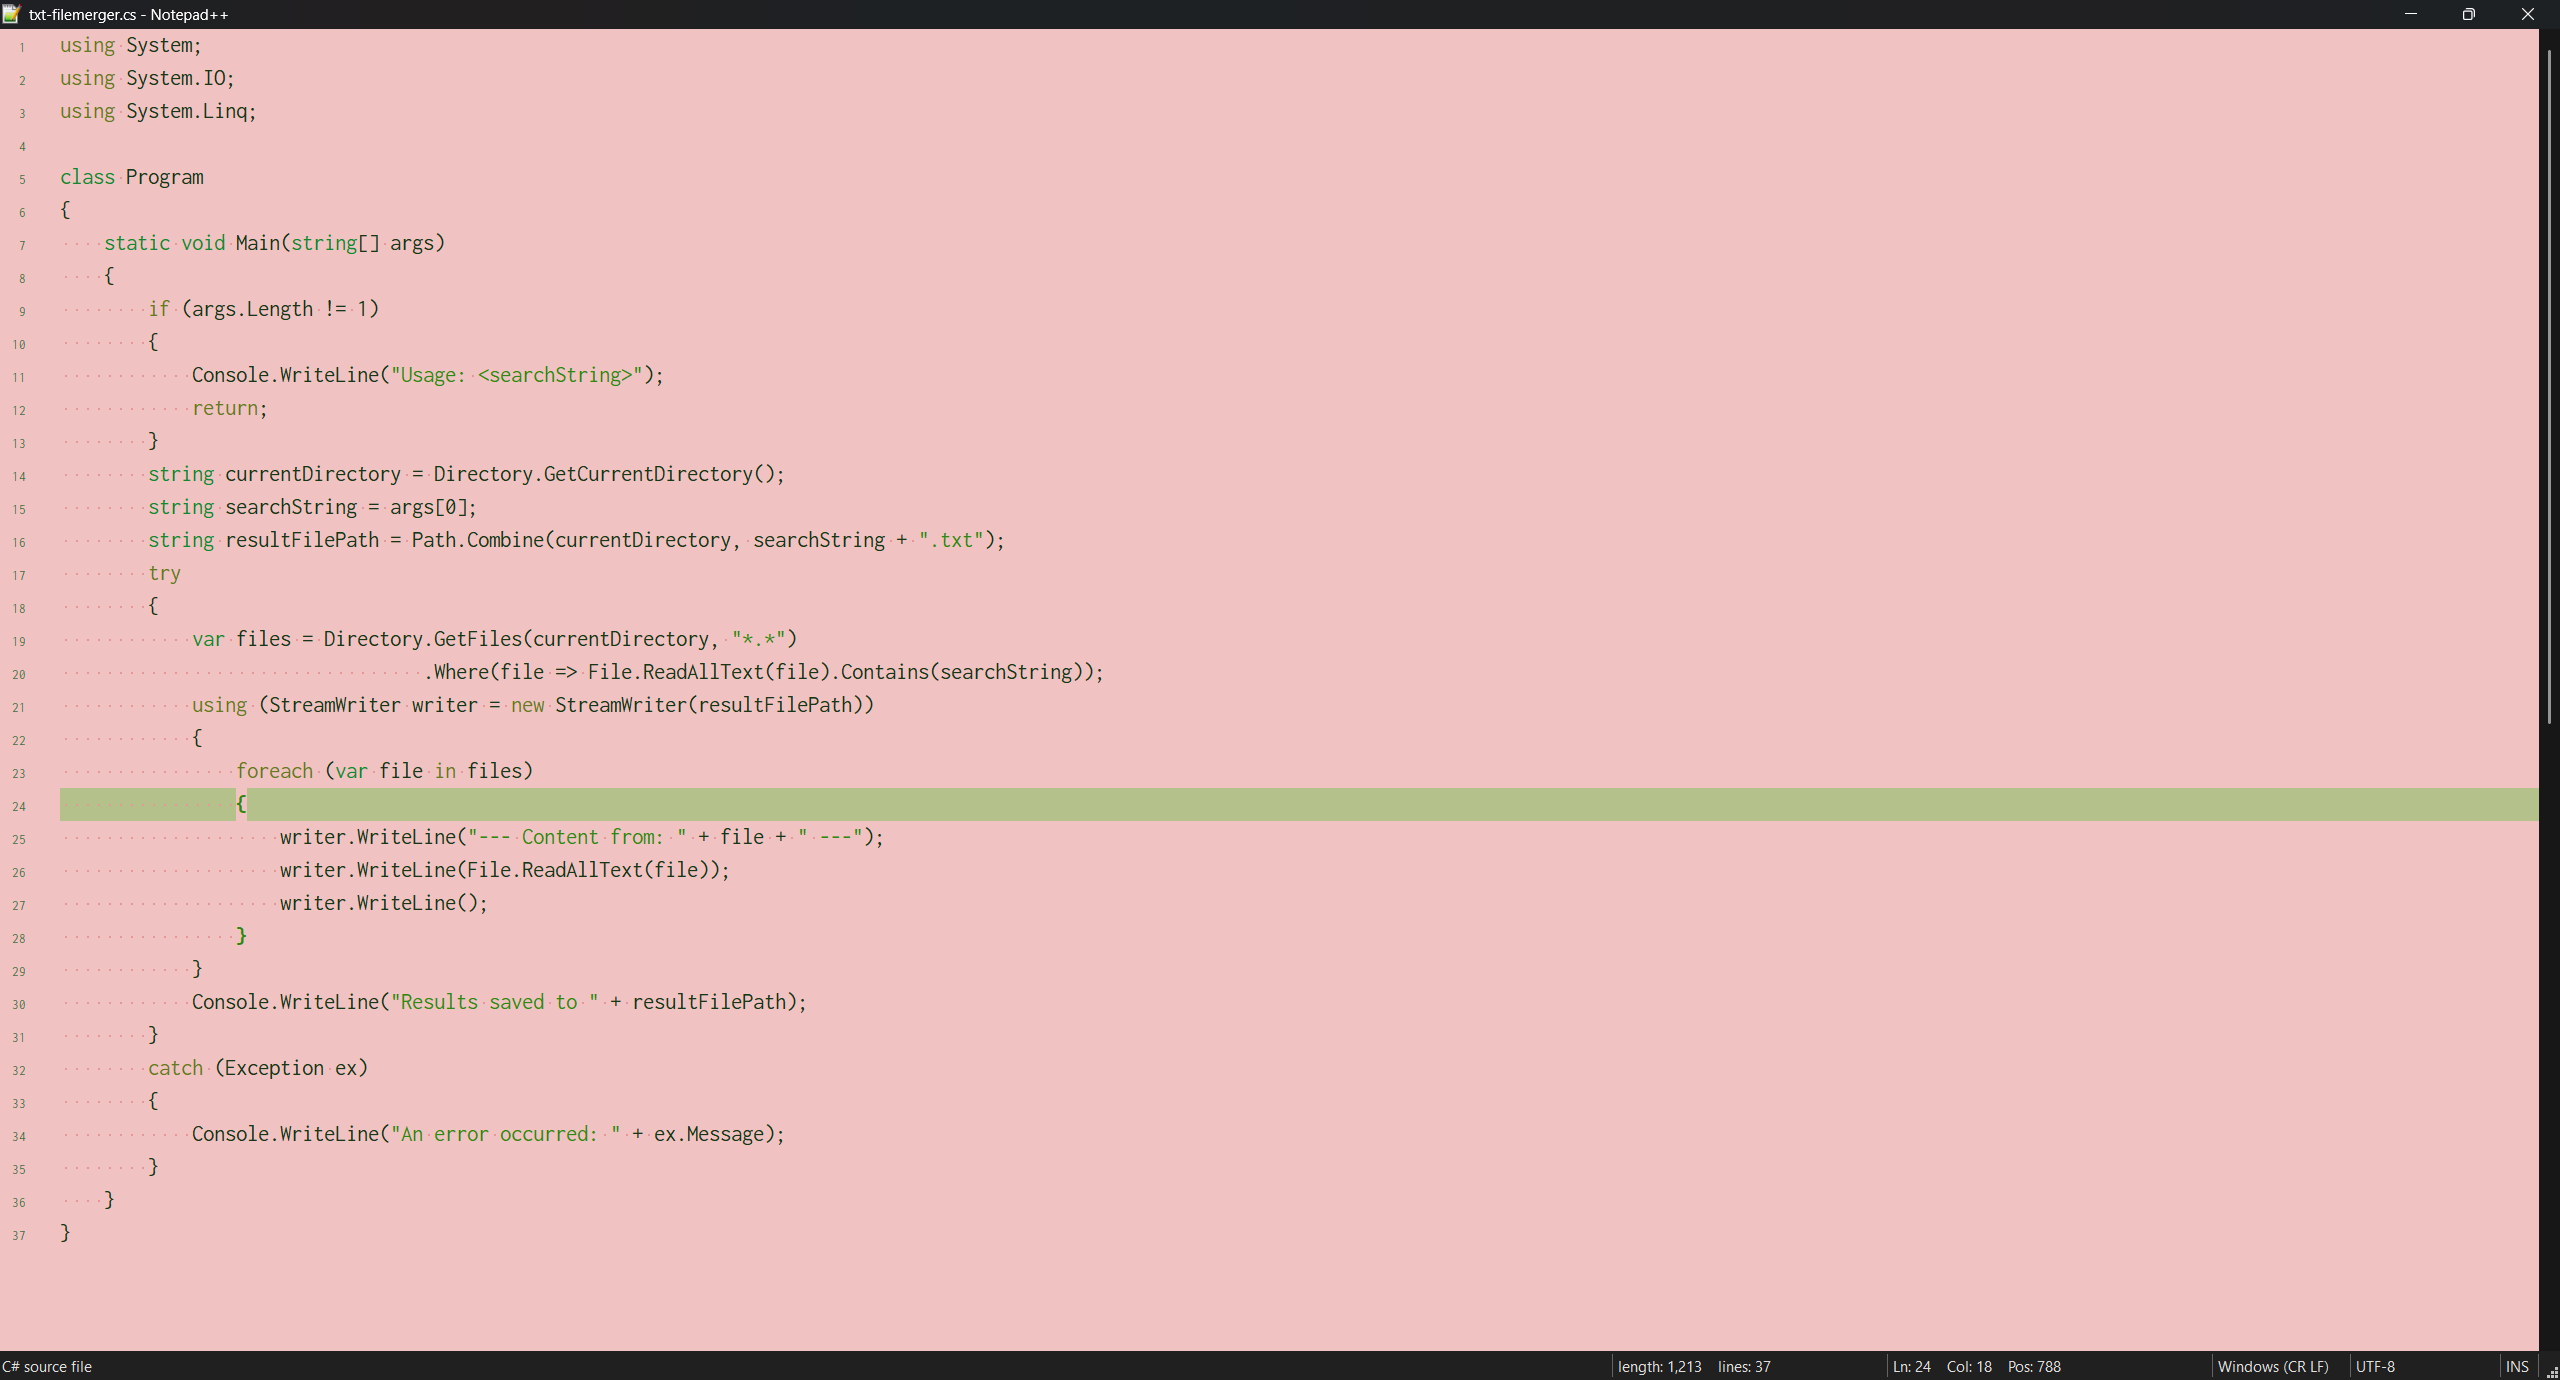 txt-filemerger.cs - Notepad++
1 using System;
2 using System.IO;
3 using System.Linq;
4
5 class Program
6 {
7     static void Main(string[] args)
8     {
9         if (args.Length != 1)
10         {
11             Console.WriteLine("Usage: <searchString>");
12             return;
13         }
14         string currentDirectory = Directory.GetCurrentDirectory();
15         string searchString = args[0];
16         string resultFilePath = Path.Combine(currentDirectory, searchString + ".txt");
17         try
18         {
19             var files = Directory.GetFiles(currentDirectory, "*.*")
20                                  .Where(file => File.ReadAllText(file).Contains(searchString));
21             using (StreamWriter writer = new StreamWriter(resultFilePath))
22             {
23                 foreach (var file in files)
24                 {
25                     writer.WriteLine("--- Content from: " + file + " ---");
26                     writer.WriteLine(File.ReadAllText(file));
27                     writer.WriteLine();
28                 }
29             }
30             Console.WriteLine("Results saved to " + resultFilePath);
31         }
32         catch (Exception ex)
33         {
34             Console.WriteLine("An error occurred: " + ex.Message);
35         }
36     }
37 }
C# source file length: 1,213 lines: 37 Ln: 24 Col: 18 Pos: 788 Windows (CR LF) UTF-8 INS